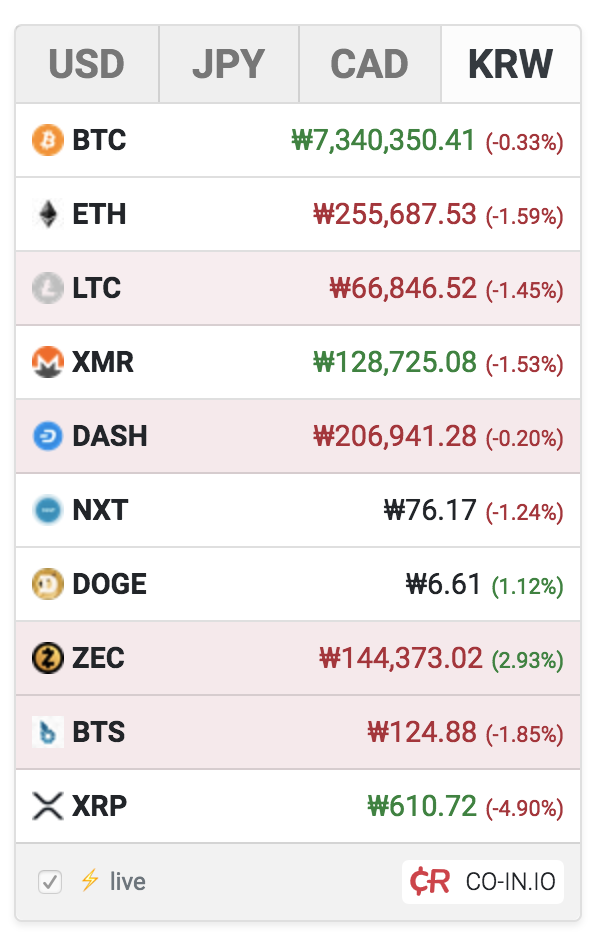 USD JPY CAD KRW
BTC ₩7,340,350.41 (-0.33%)
ETH ₩255,687.53 (-1.59%)
LTC ₩66,846.52 (-1.45%)
XMR ₩128,725.08 (-1.53%)
DASH ₩206,941.28 (-0.20%)
NXT ₩76.17 (-1.24%)
DOGE ₩6.61 (1.12%)
ZEC ₩144,373.02 (2.93%)
BTS ₩124.88 (-1.85%)
XRP ₩610.72 (-4.90%)
⚡ live CR CO-IN.IO